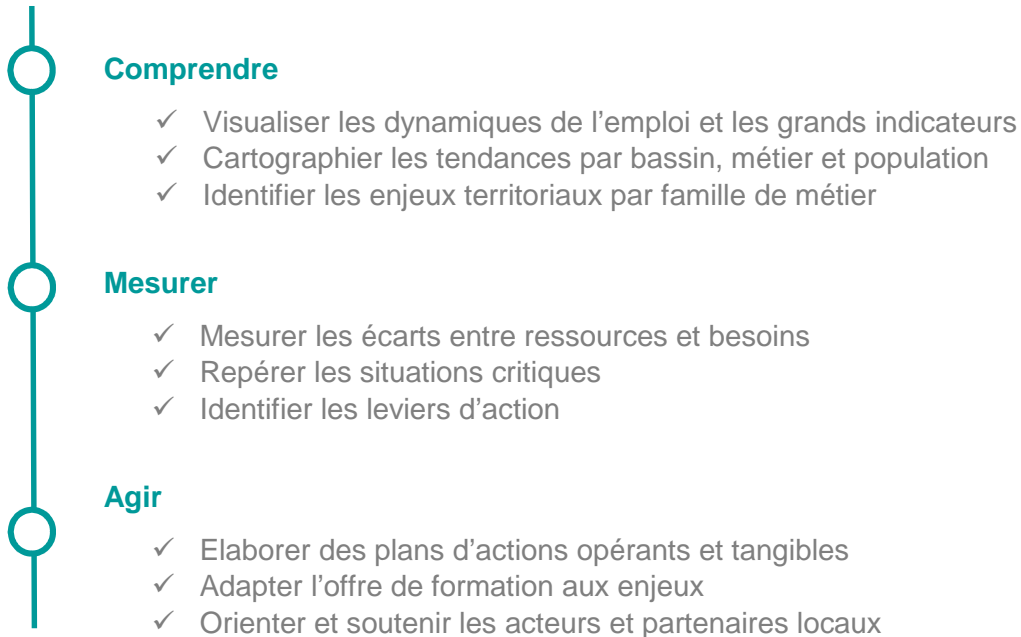 Comprendre
✓ Visualiser les dynamiques de l’emploi et les grands indicateurs
✓ Cartographier les tendances par bassin, métier et population
✓ Identifier les enjeux territoriaux par famille de métier
Mesurer
✓ Mesurer les écarts entre ressources et besoins
✓ Repérer les situations critiques
✓ Identifier les leviers d’action
Agir
✓ Elaborer des plans d’actions opérants et tangibles
✓ Adapter l’offre de formation aux enjeux
✓ Orienter et soutenir les acteurs et partenaires locaux